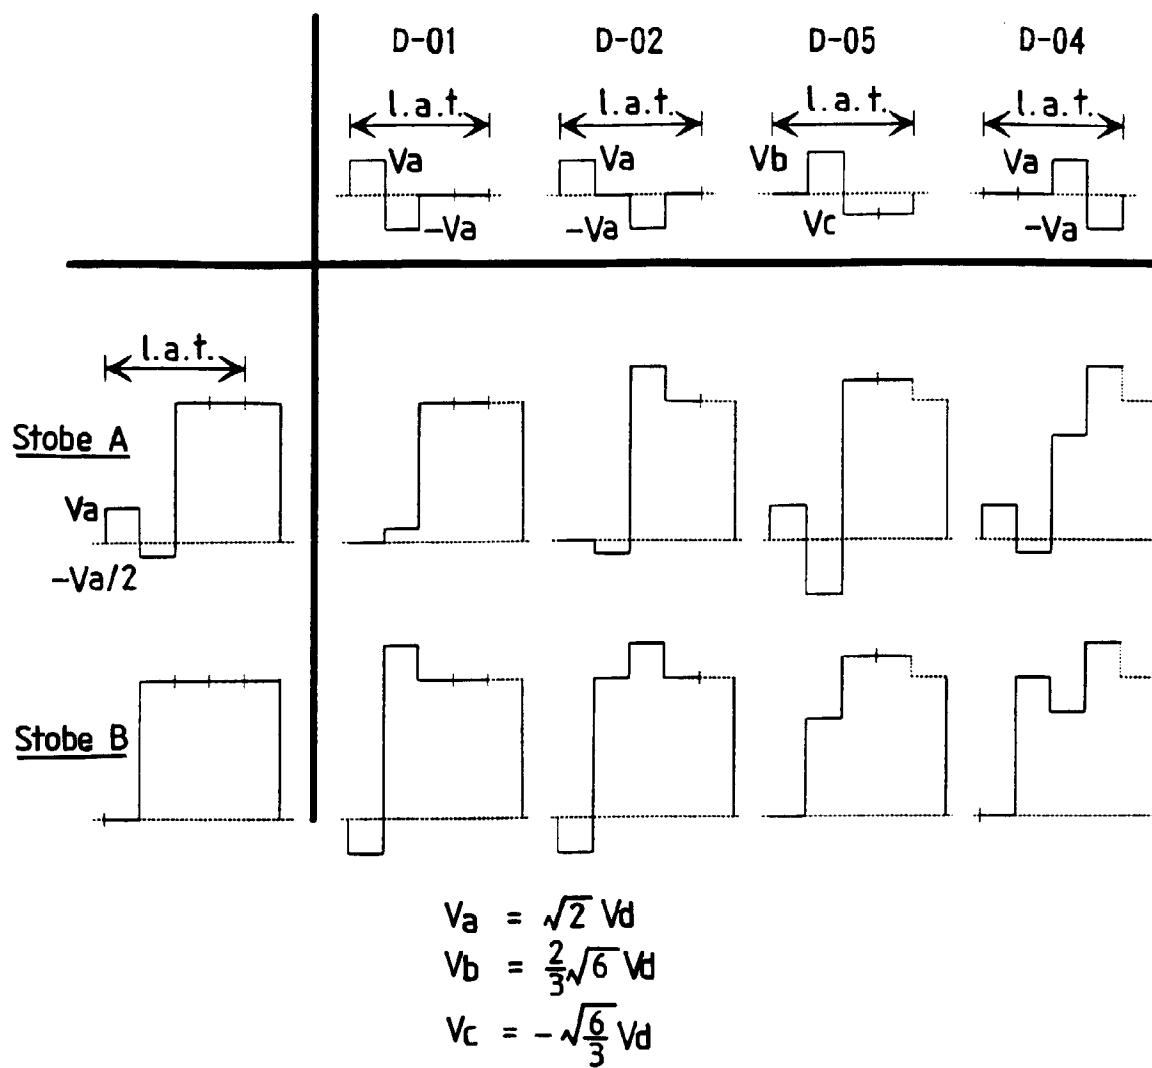 D-01 D-02 D-05 D-04
l.a.t. l.a.t. l.a.t. l.a.t.
Va Va Vb Va
-Va -Va Vc -Va
l.a.t.
Stobe A
Va
-Va/2
Stobe B
Va = √2 Vd
Vb = 2/3 √6 Vd
Vc = - √6/3 Vd